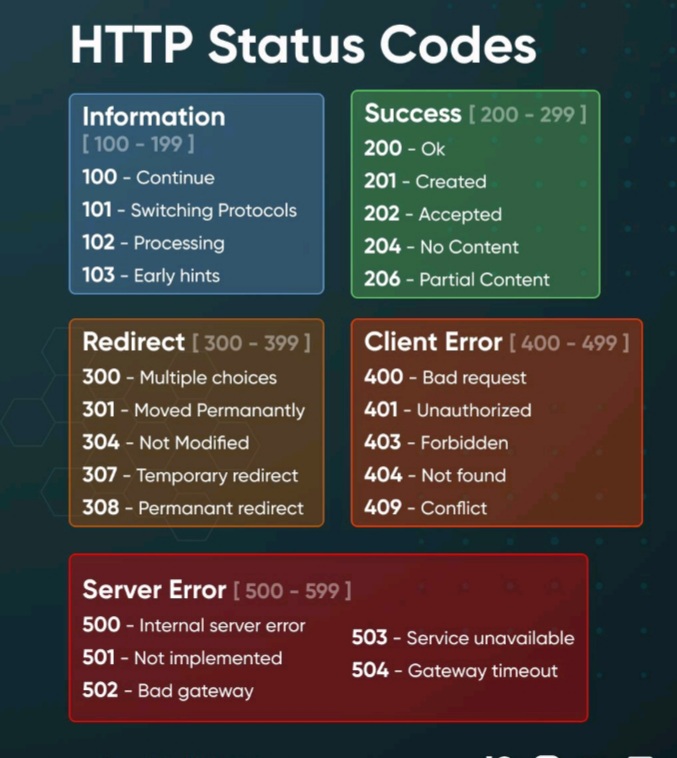 HTTP Status Codes
Information
[ 100 - 199 ]
100 - Continue
101 - Switching Protocols
102 - Processing
103 - Early hints
Success [ 200 - 299 ]
200 - Ok
201 - Created
202 - Accepted
204 - No Content
206 - Partial Content
Redirect [ 300 - 399 ]
300 - Multiple choices
301 - Moved Permanantly
304 - Not Modified
307 - Temporary redirect
308 - Permanant redirect
Client Error [ 400 - 499 ]
400 - Bad request
401 - Unauthorized
403 - Forbidden
404 - Not found
409 - Conflict
Server Error [ 500 - 599 ]
500 - Internal server error
501 - Not implemented
502 - Bad gateway
503 - Service unavailable
504 - Gateway timeout